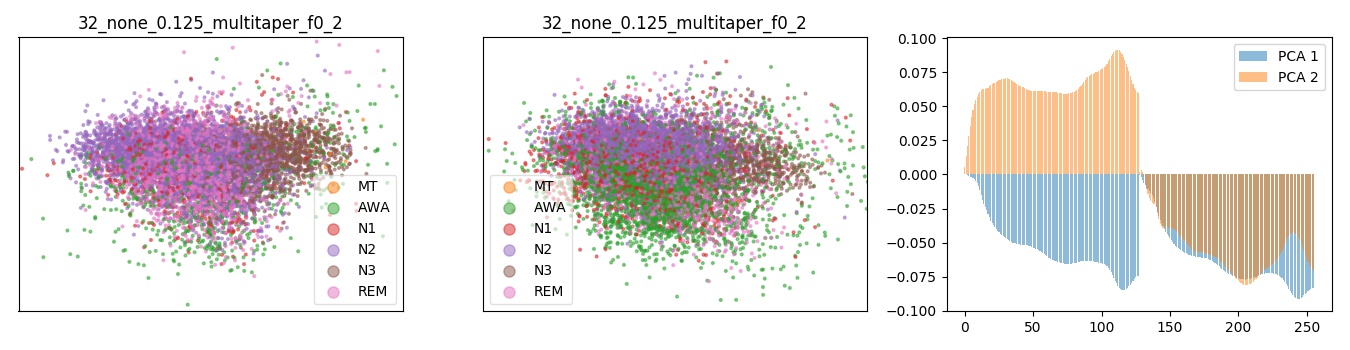 32_none_0.125_multitaper_f0_2
MT
AWA
N1
N2
N3
REM
32_none_0.125_multitaper_f0_2
MT
AWA
N1
N2
N3
REM
0.100
0.075
0.050
0.025
0.000
−0.025
−0.050
−0.075
−0.100
0 50 100 150 200 250
PCA 1
PCA 2